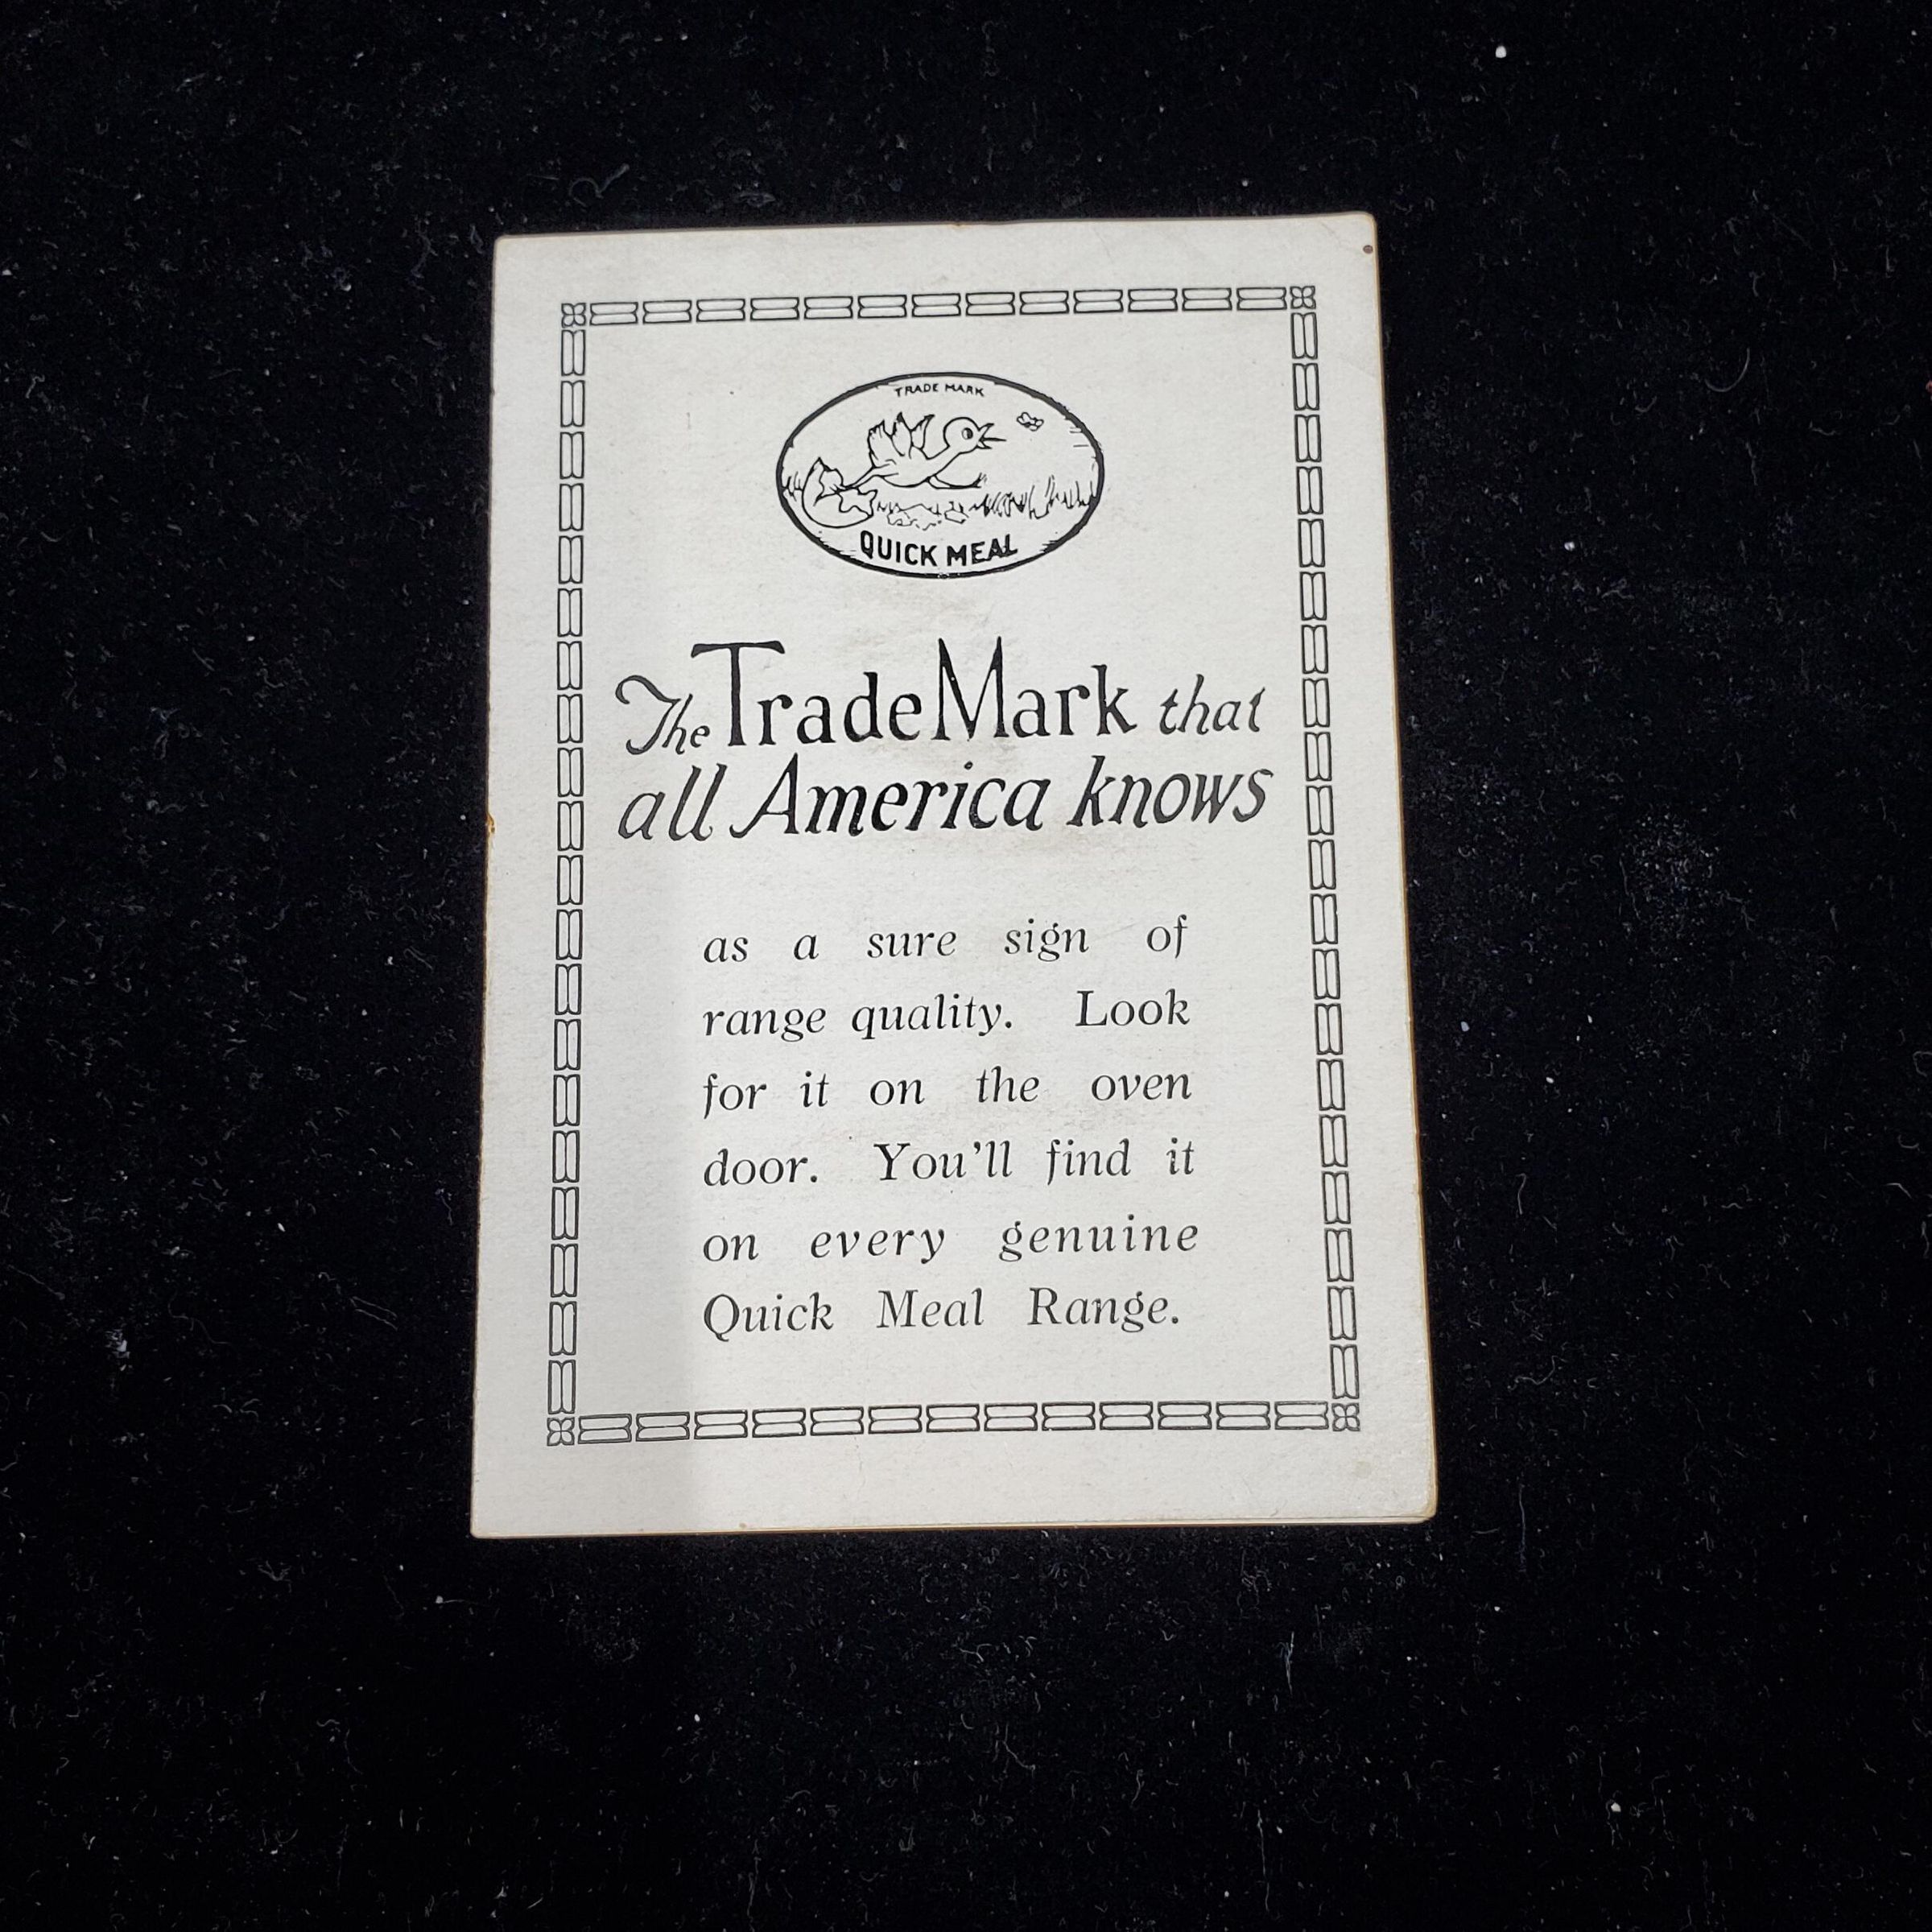 TRADE MARK
QUICK MEAL
The Trade Mark that
all America knows
as a sure sign of
range quality. Look
for it on the oven
door. You'll find it
on every genuine
Quick Meal Range.